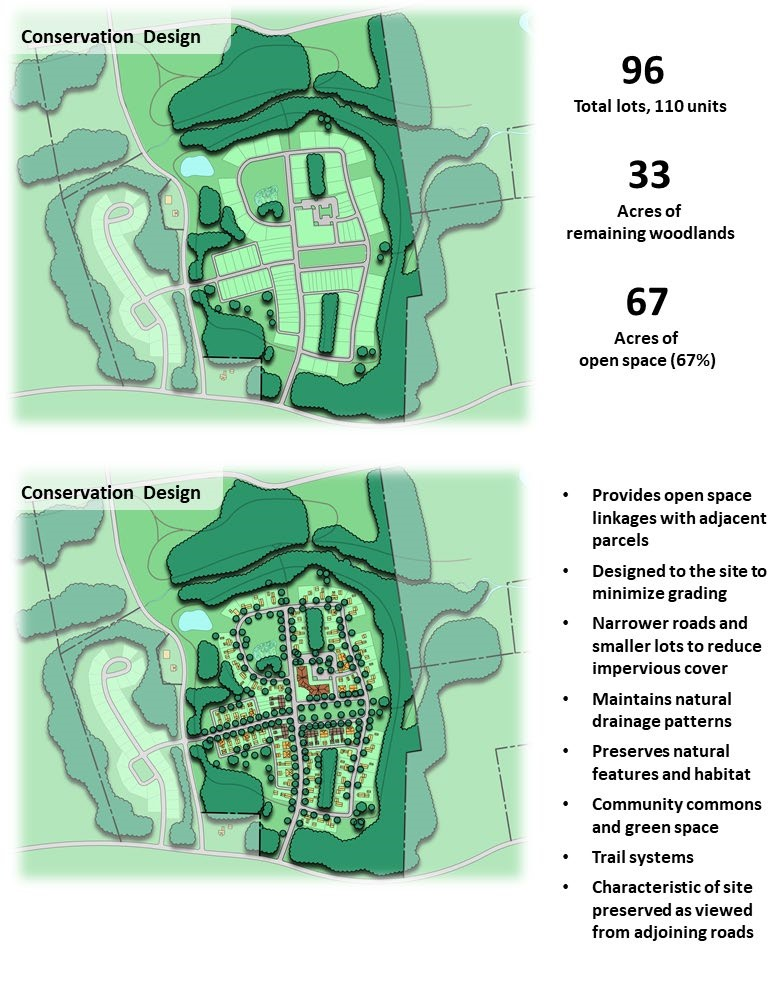 Conservation Design
96
Total lots, 110 units
33
Acres of
remaining woodlands
67
Acres of
open space (67%)
Conservation Design
• Provides open space
linkages with adjacent
parcels
• Designed to the site to
minimize grading
• Narrower roads and
smaller lots to reduce
impervious cover
• Maintains natural
drainage patterns
• Preserves natural
features and habitat
• Community commons
and green space
• Trail systems
• Characteristic of site
preserved as viewed
from adjoining roads